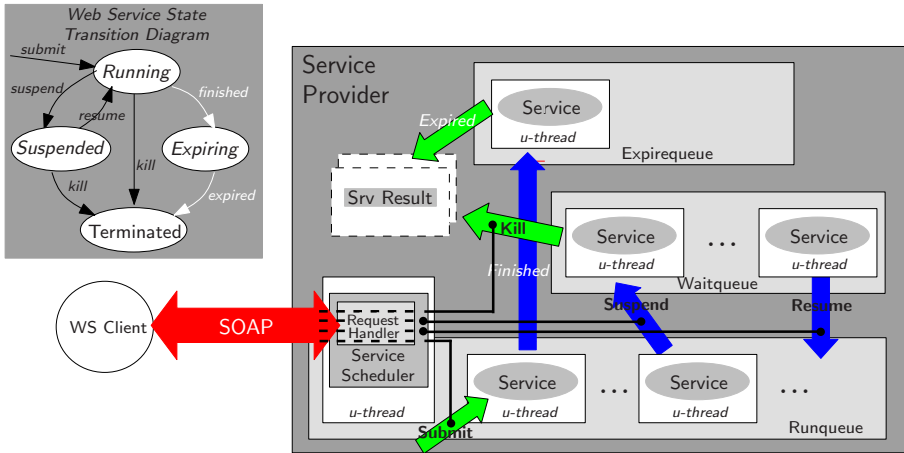 Web Service State
Transition Diagram
submit
Running
suspend
resume
finished
Suspended
Expiring
kill
kill
expired
Terminated
Service
Provider
Service
u-thread
Expirequeue
Expired
Srv Result
Kill
Service
u-thread
...
Service
u-thread
Waitqueue
Finished
Suspend
Resume
WS Client
SOAP
Request
Handler
Service
Scheduler
u-thread
Submit
Service
u-thread
...
Service
u-thread
...
Runqueue